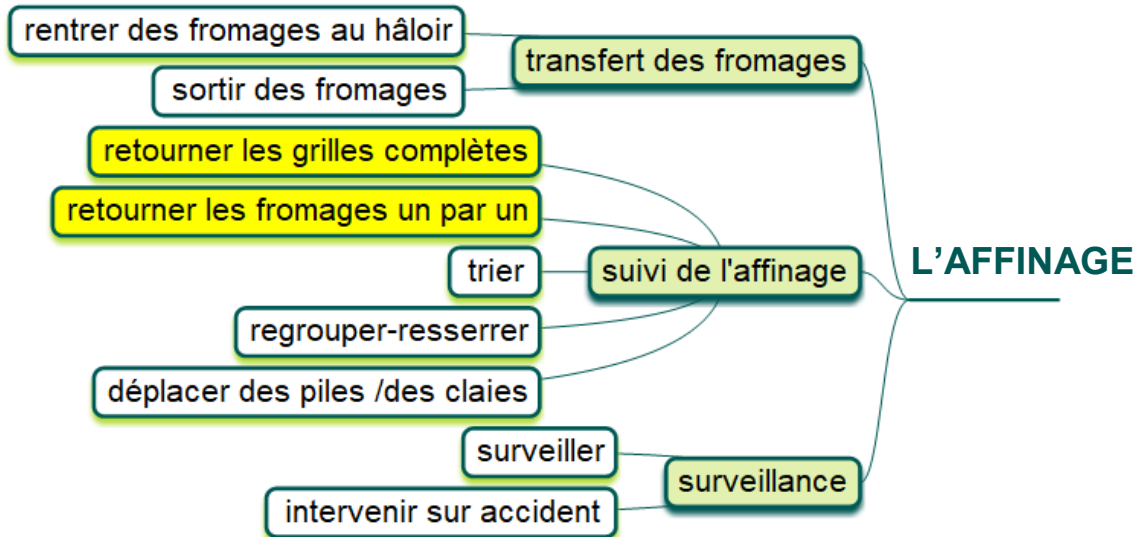 rentrer des fromages au hâloir
transfert des fromages
sortir des fromages
retourner les grilles complètes
retourner les fromages un par un
trier
suivi de l'affinage
L’AFFINAGE
regrouper-resserrer
déplacer des piles /des claies
surveiller
surveillance
intervenir sur accident